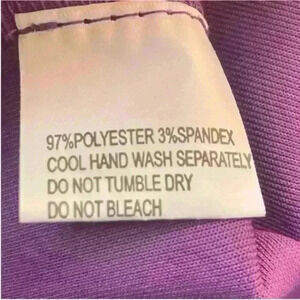 97%POLYESTER 3%SPANDEX
COOL HAND WASH SEPARATELY
DO NOT TUMBLE DRY
DO NOT BLEACH